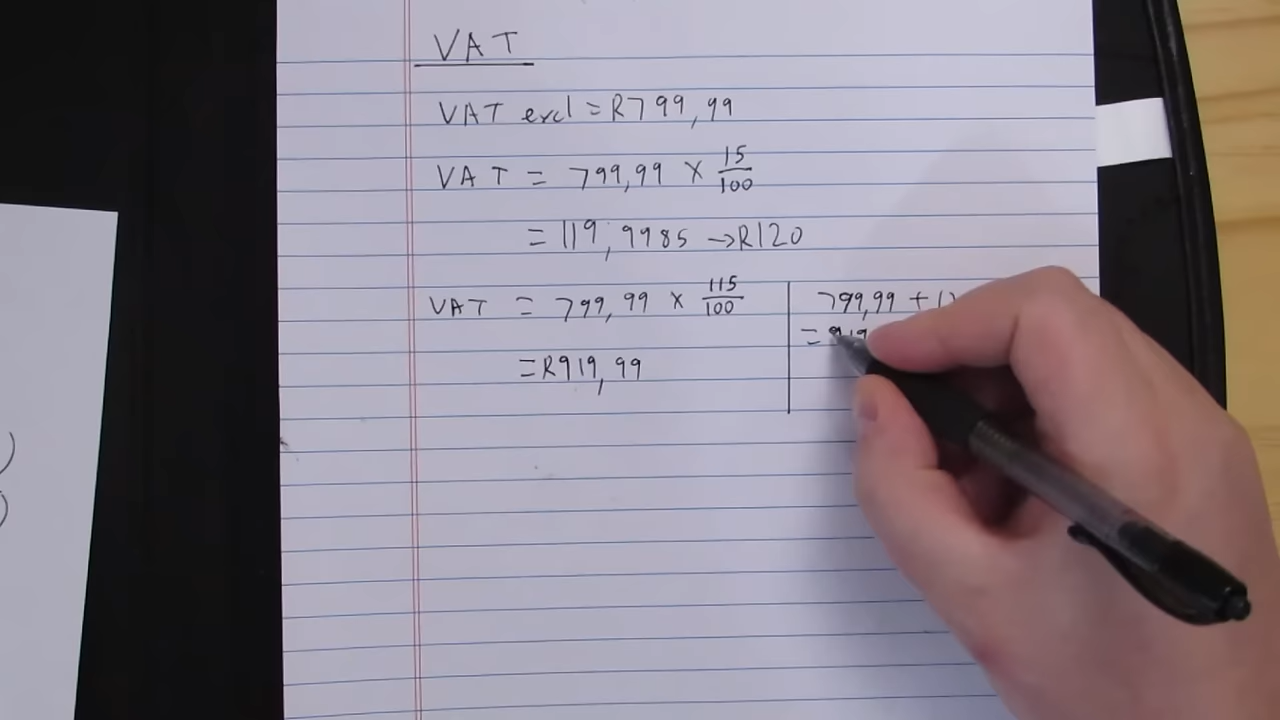 VAT
VAT excl = R799,99
VAT = 799,99 × 15/100
= 119,9985 → R120
VAT = 799,99 × 115/100
= R919,99
799,99 +
= 919